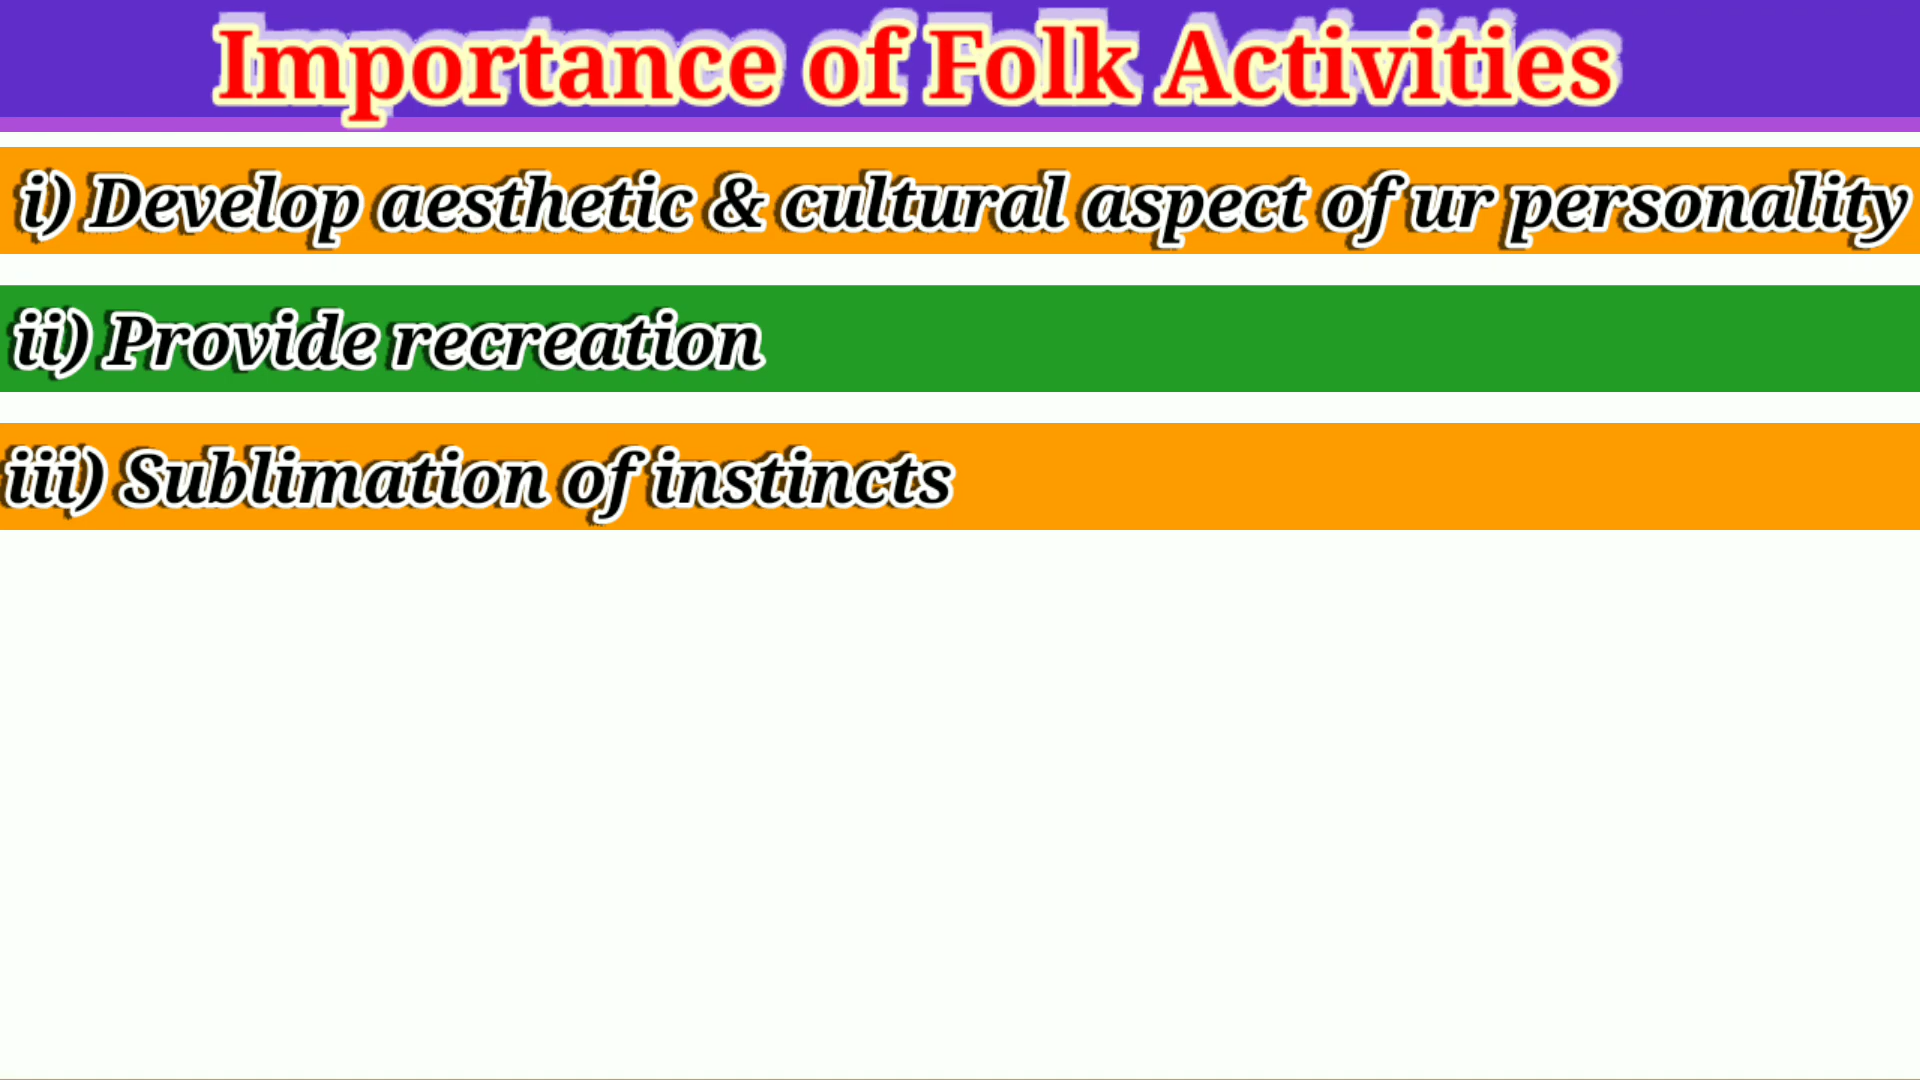 Importance of Folk Activities
i) Develop aesthetic & cultural aspect of ur personality
ii) Provide recreation
iii) Sublimation of instincts